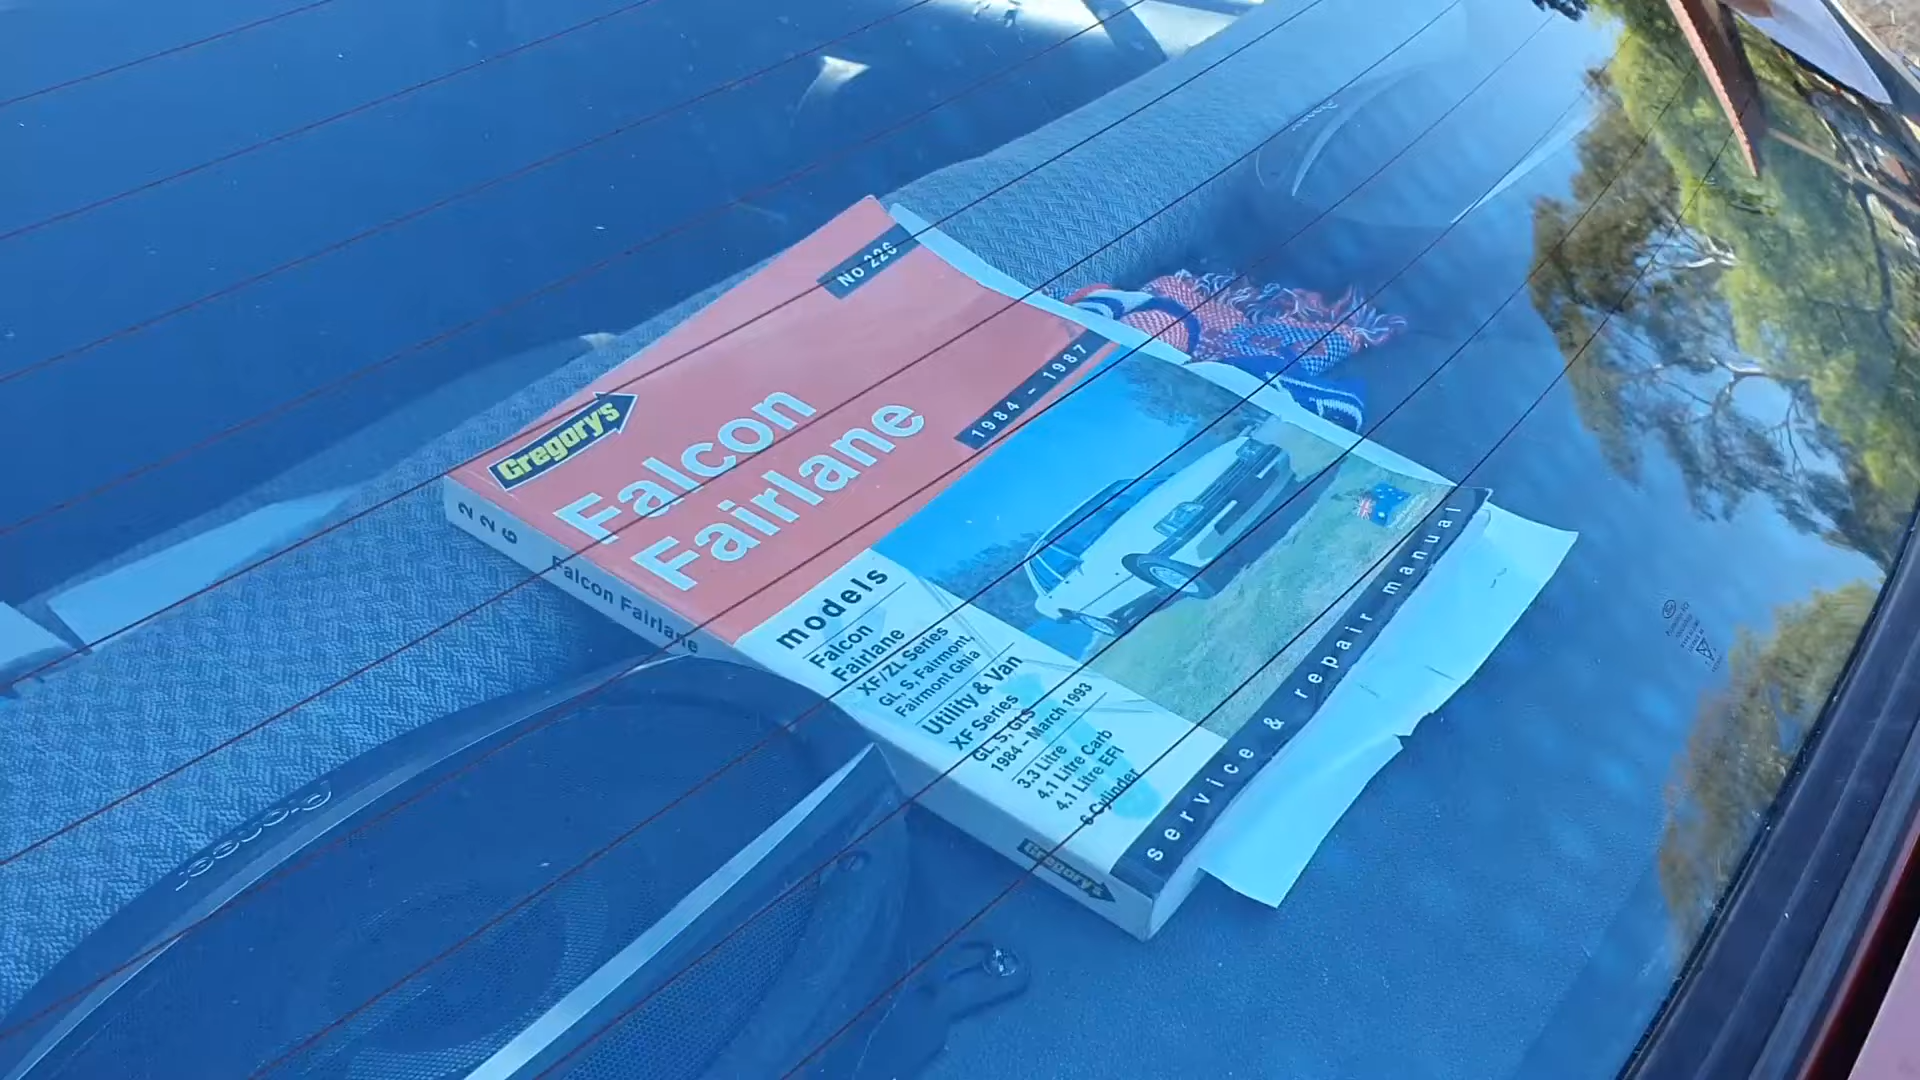 No 226
Gregory's
Falcon
Fairlane
1984 - 1987
models
Falcon
Fairlane
XF/ZL Series
GL, S, Fairmont,
Fairmont Ghia
Utility & Van
XF Series
GL, S, GLS
1984 - March 1993
3.3 Litre
4.1 Litre Carb
4.1 Litre EFI
6 Cylinder
service & repair manual
226
Falcon Fairlane
Gregory's
Pioneer